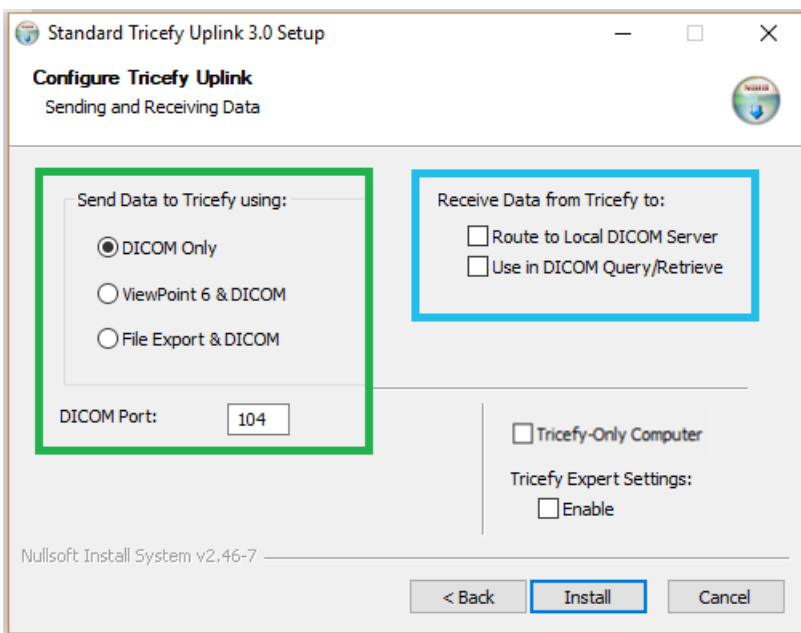 Standard Tricefy Uplink 3.0 Setup
Configure Tricefy Uplink
Sending and Receiving Data
Send Data to Tricefy using:
DICOM Only
ViewPoint 6 & DICOM
File Export & DICOM
DICOM Port: 104
Receive Data from Tricefy to:
Route to Local DICOM Server
Use in DICOM Query/Retrieve
Tricefy-Only Computer
Tricefy Expert Settings:
Enable
Nullsoft Install System v2.46-7
< Back Install Cancel